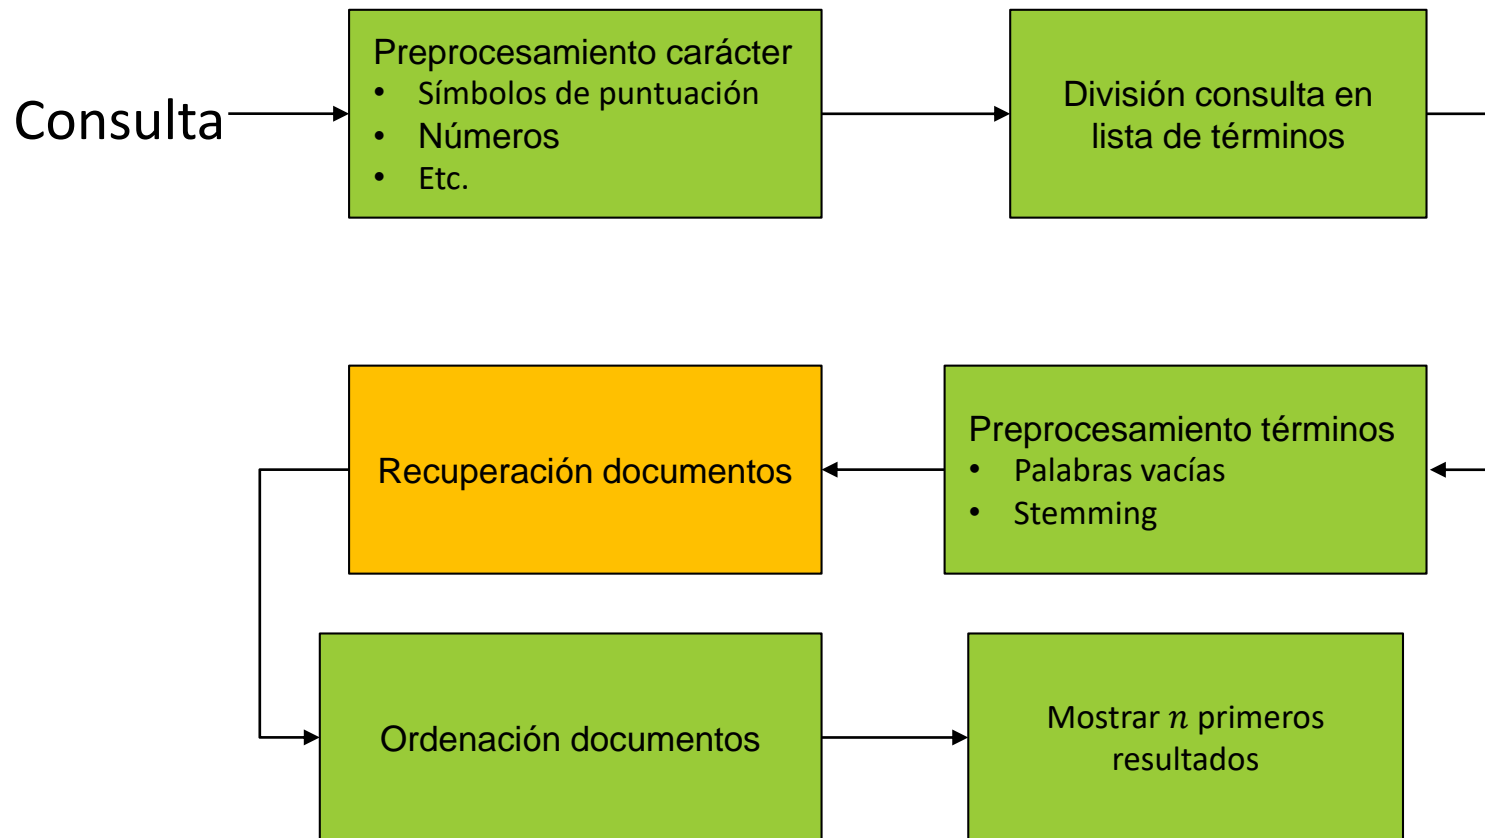 Consulta
Preprocesamiento carácter
• Símbolos de puntuación
• Números
• Etc.
División consulta en
lista de términos
Recuperación documentos
Preprocesamiento términos
• Palabras vacías
• Stemming
Ordenación documentos
Mostrar n primeros
resultados